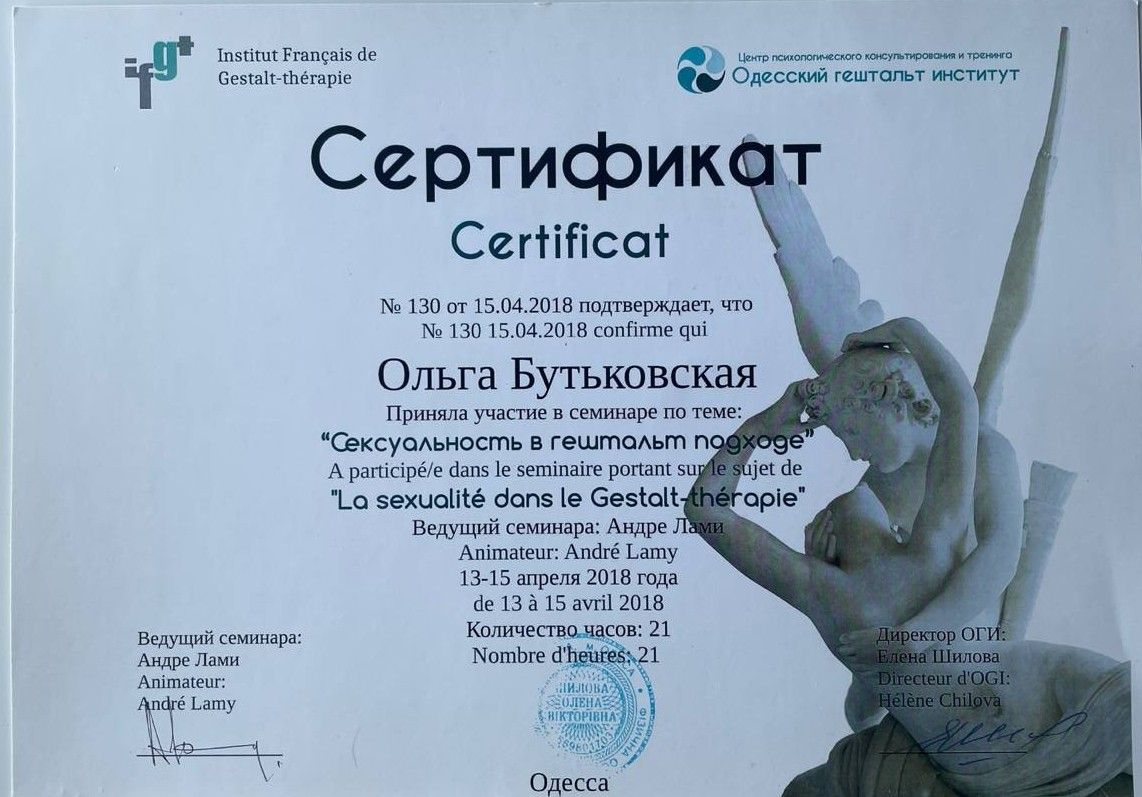 ifgt
Institut Français de
Gestalt-thérapie
Центр психологического консультирования и тренинга
Одесский гештальт институт
Сертификат
Certificat
№ 130 от 15.04.2018 подтверждает, что
№ 130 15.04.2018 confirme qui
Ольга Бутьковская
Приняла участие в семинаре по теме:
“Сексуальность в гештальт подходе”
A participé/e dans le seminaire portant sur le sujet de
"La sexualité dans le Gestalt-thérapie"
Ведущий семинара: Андре Лами
Animateur: André Lamy
13-15 апреля 2018 года
de 13 à 15 avril 2018
Количество часов: 21
Nombre d'heures: 21
Ведущий семинара:
Андре Лами
Animateur:
André Lamy
Директор ОГИ:
Елена Шилова
Directeur d'OGI:
Hélène Chilova
ШИЛОВА
ОЛЕНА
ВІКТОРІВНА
Одесса